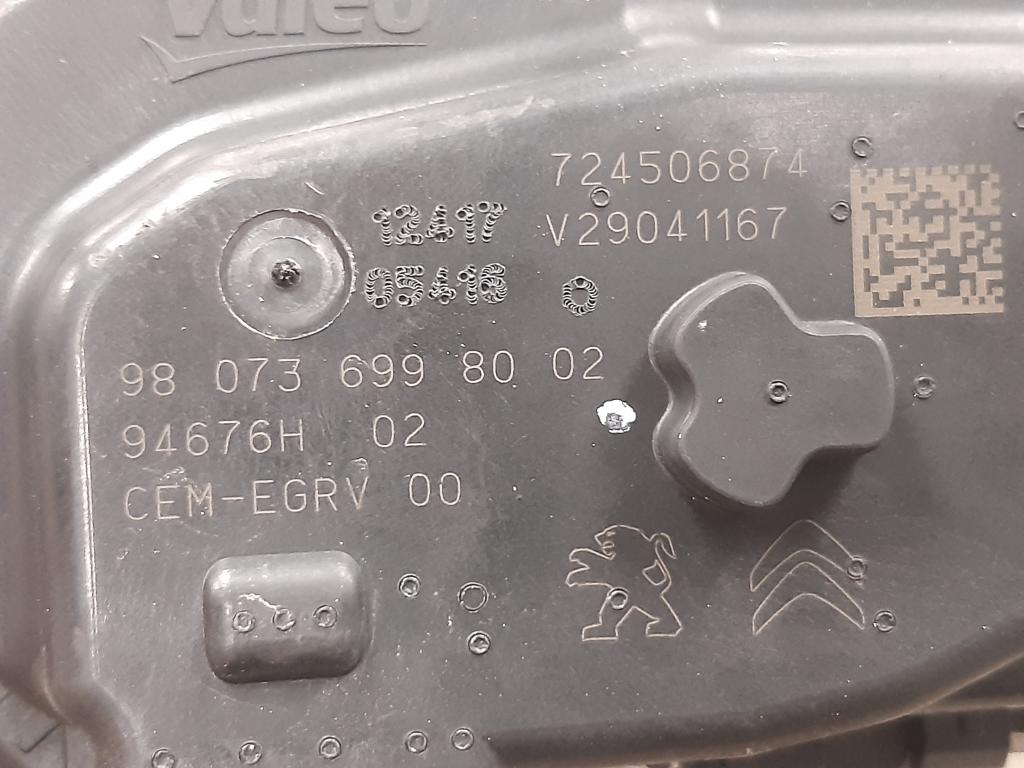 Valeo
724506874
12417
V29041167
05416
98 073 699 80 02
94676H 02
CEM-EGRV 00